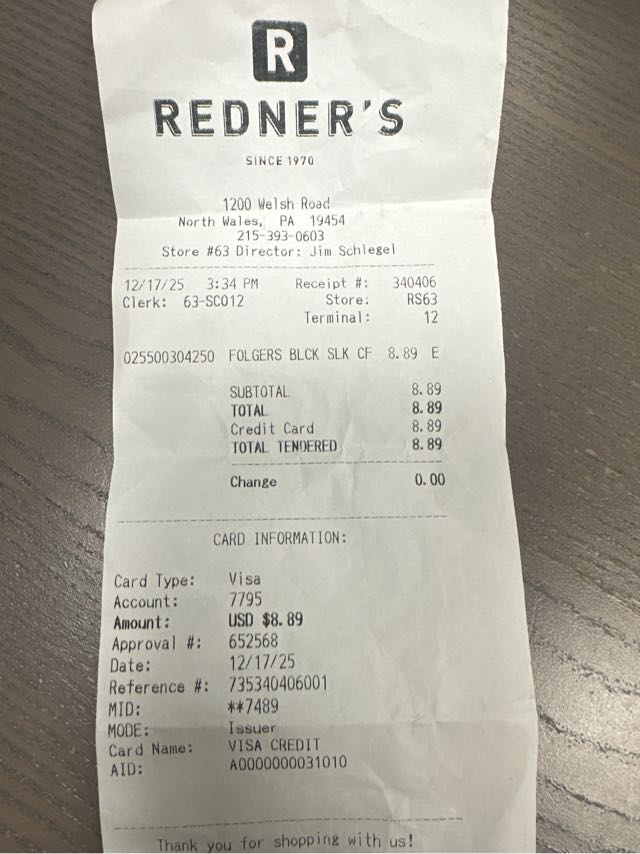 R
REDNER'S
SINCE 1970
1200 Welsh Road
North Wales, PA 19454
215-393-0603
Store #63 Director: Jim Schlegel
12/17/25 3:34 PM Receipt #: 340406
Clerk: 63-SCO12 Store: RS63
Terminal: 12
025500304250 FOLGERS BLCK SLK CF 8.89 E
SUBTOTAL 8.89
TOTAL 8.89
Credit Card 8.89
TOTAL TENDERED 8.89
Change 0.00
CARD INFORMATION:
Card Type: Visa
Account: 7795
Amount: USD $8.89
Approval #: 652568
Date: 12/17/25
Reference #: 735340406001
MID: **7489
MODE: Issuer
Card Name: VISA CREDIT
AID: A0000000031010
Thank you for shopping with us!